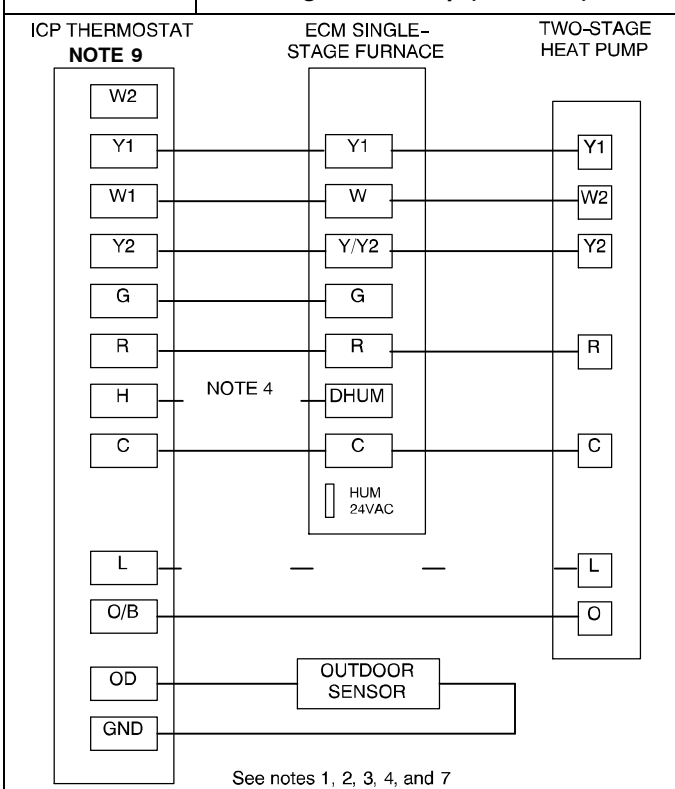 ICP THERMOSTAT
NOTE 9
ECM SINGLE-
STAGE FURNACE
TWO-STAGE
HEAT PUMP
W2
Y1 Y1 Y1
W1 W W2
Y2 Y/Y2 Y2
G G
R R R
H NOTE 4 DHUM
C C C
HUM
24VAC
L L
O/B O
OD OUTDOOR
SENSOR
GND
See notes 1, 2, 3, 4, and 7